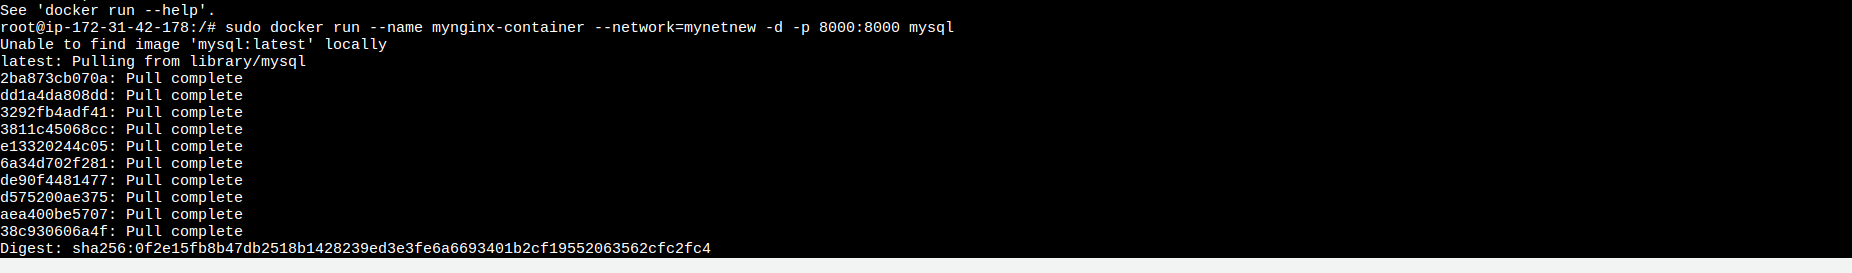 See 'docker run --help'.
root@ip-172-31-42-178:/# sudo docker run --name mynginx-container --network=mynetnew -d -p 8000:8000 mysql
Unable to find image 'mysql:latest' locally
latest: Pulling from library/mysql
2ba873cb070a: Pull complete
dd1a4da808dd: Pull complete
3292fb4adf41: Pull complete
3811c45068cc: Pull complete
e13320244c05: Pull complete
6a34d702f281: Pull complete
de90f4481477: Pull complete
d575200ae375: Pull complete
aea400be5707: Pull complete
38c930606a4f: Pull complete
Digest: sha256:0f2e15fb8b47db2518b1428239ed3e3fe6a6693401b2cf19552063562cfc2fc4